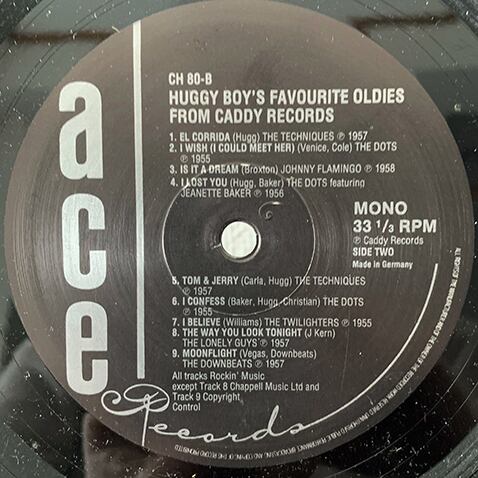 ace
Records
CH 80-B
HUGGY BOY'S FAVOURITE OLDIES
FROM CADDY RECORDS
1. EL CORRIDA (Hugg) THE TECHNIQUES ℗ 1957
2. I WISH (I COULD MEET HER) (Venice, Cole) THE DOTS
℗ 1955
3. IS IT A DREAM (Broxton) JOHNNY FLAMINGO ℗ 1958
4. I LOST YOU (Hugg, Baker) THE DOTS featuring
JEANETTE BAKER ℗ 1956
MONO
33 1/3 RPM
℗ Caddy Records
SIDE TWO
Made in Germany
5. TOM & JERRY (Carla, Hugg) THE TECHNIQUES
℗ 1957
6. I CONFESS (Baker, Hugg, Christian) THE DOTS
℗ 1956
7. I BELIEVE (Williams) THE TWILIGHTERS ℗ 1955
8. THE WAY YOU LOOK TONIGHT (J Kern)
THE LONELY GUYS ℗ 1957
9. MOONFLIGHT (Vegas, Downbeats)
THE DOWNBEATS ℗ 1957
All tracks Rockin' Music
except Track 8 Chappell Music Ltd and
Track 9 Copyright
Control